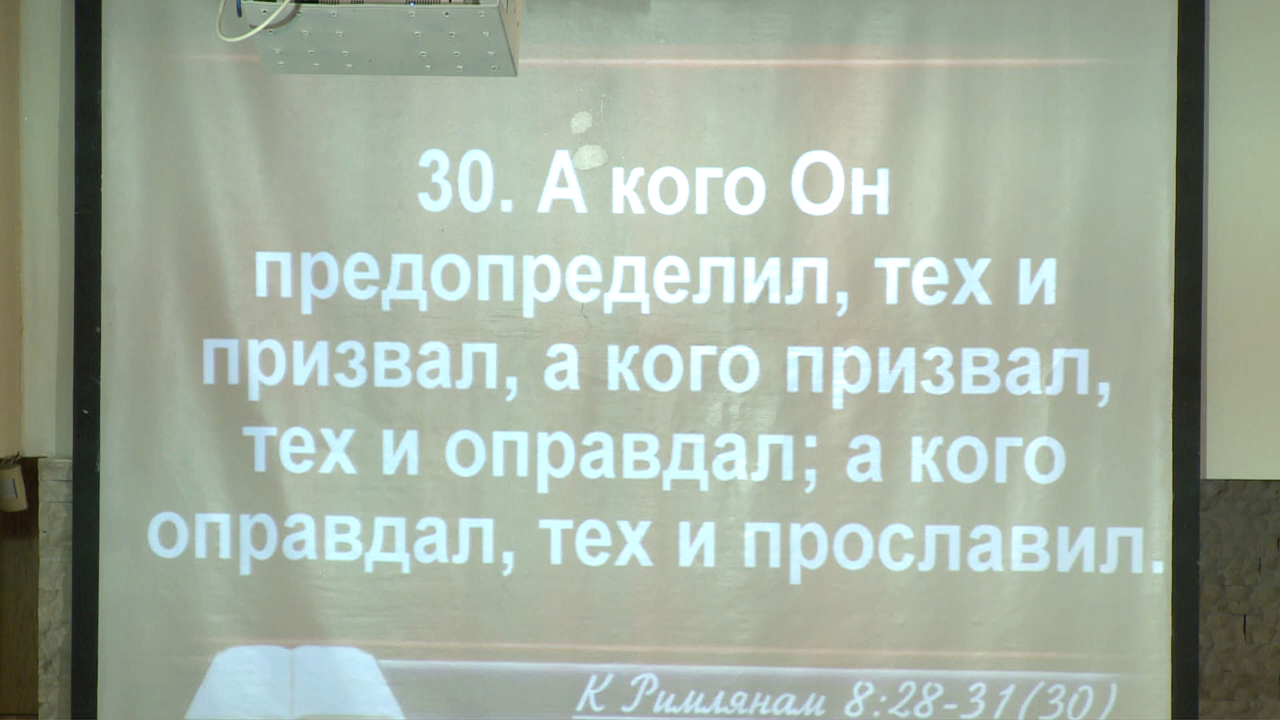 30. А кого Он
предопределил, тех и
призвал, а кого призвал,
тех и оправдал; а кого
оправдал, тех и прославил.
К Римлянам 8:28-31(30)